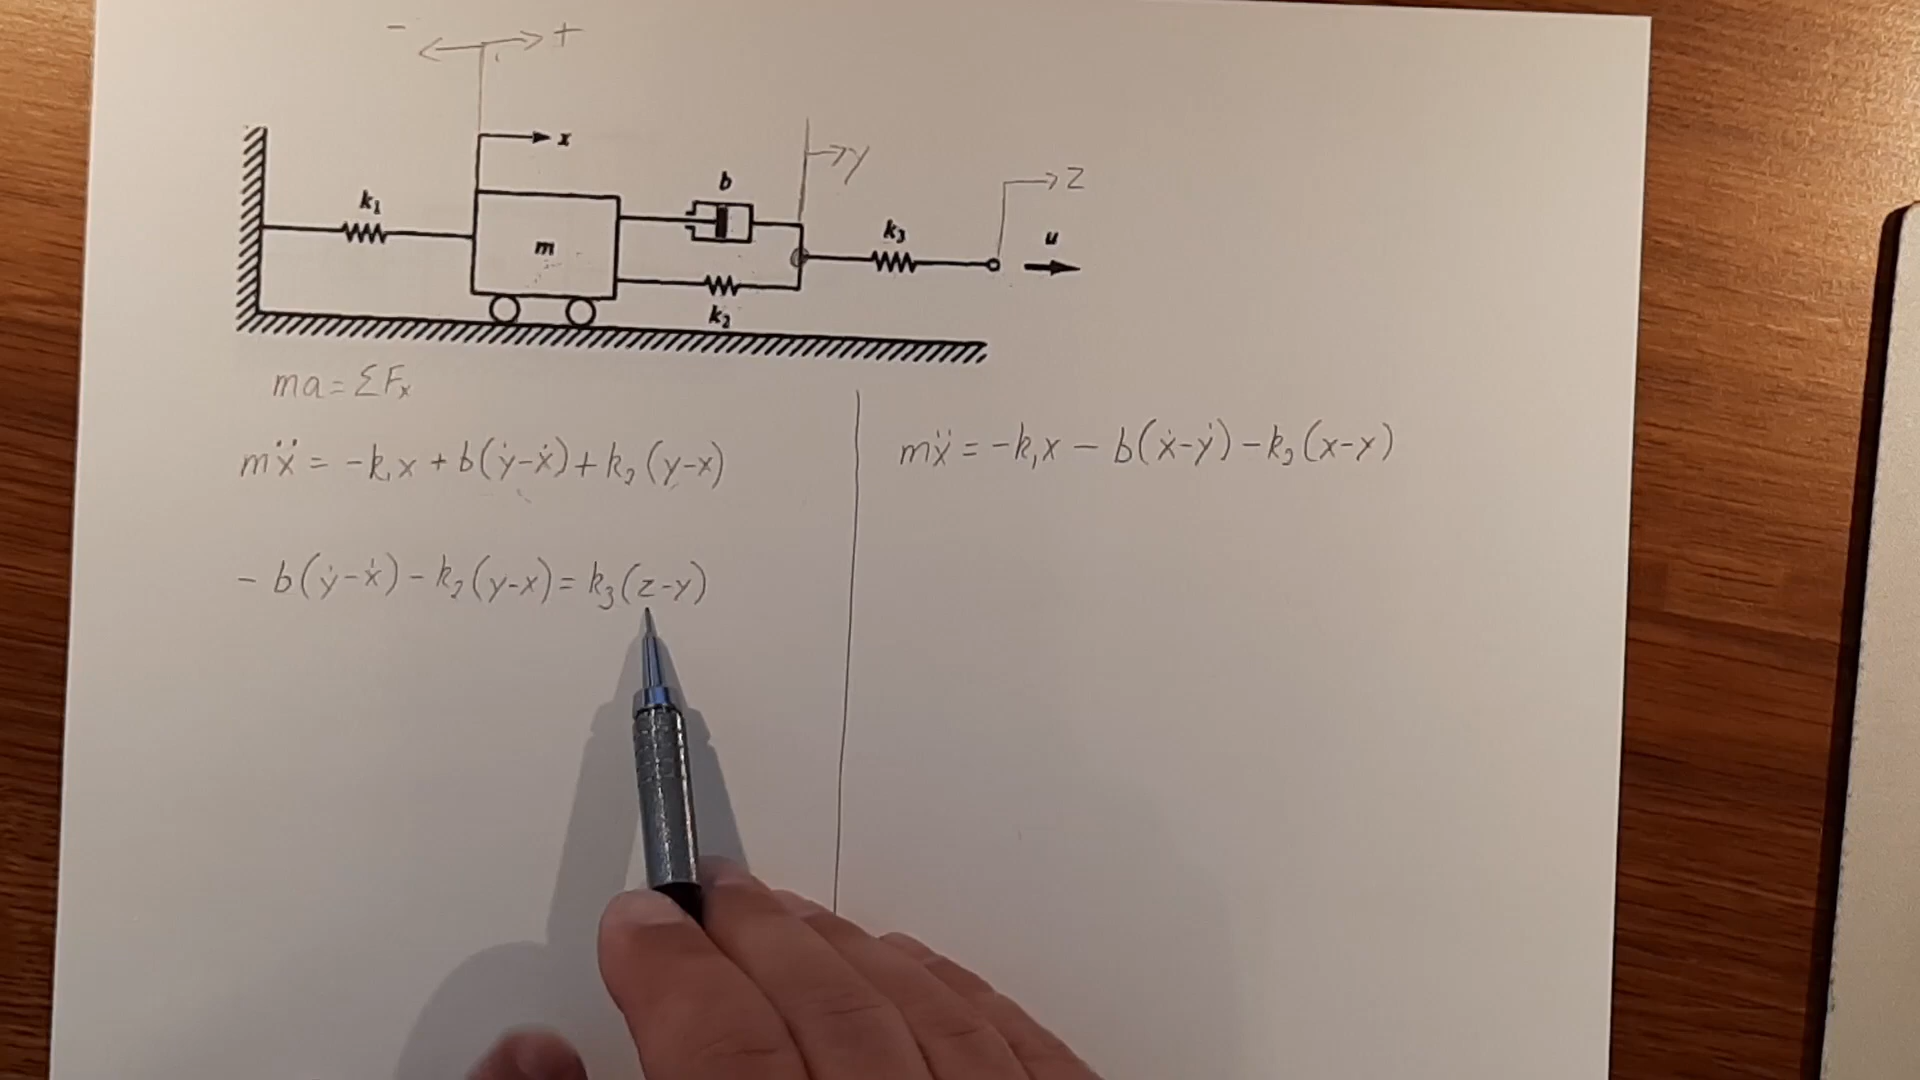 - +
x
y
z
k₁
b
k₃
u
m
k₂
ma = ΣFₓ
mẍ = -k₁x + b(ẏ-ẋ) + k₂(y-x)
mẍ = -k₁x - b(ẋ-ẏ) - k₂(x-y)
- b(ẏ-ẋ) - k₂(y-x) = k₃(z-y)